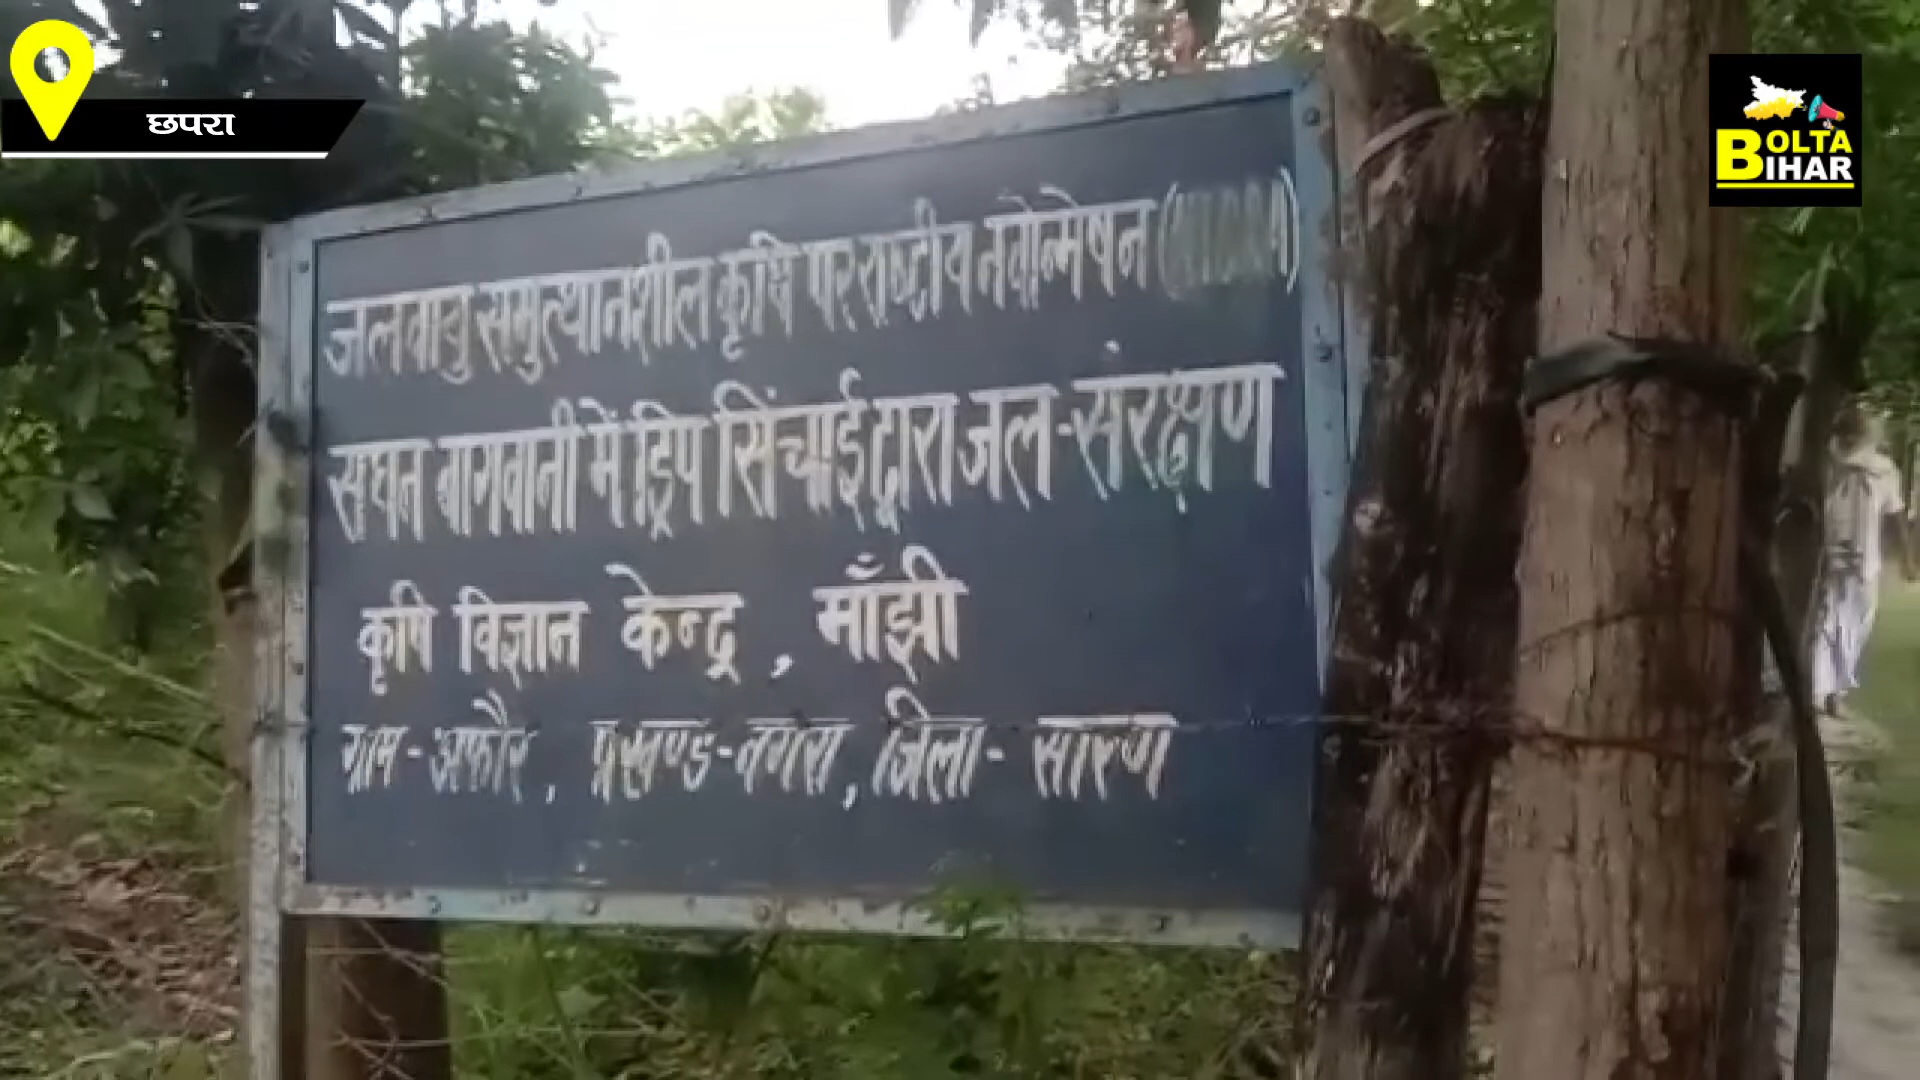 छपरा
BOLTA
BIHAR
जलवायु समुत्थानशील कृषि पर राष्ट्रीय नवोन्मेषन
सघन बागवानी में ड्रिप सिंचाई द्वारा जल-संरक्षण
कृषि विज्ञान केन्द्र, माँझी
ग्राम-अफौर, प्रखण्ड-नगरा, जिला- सारण